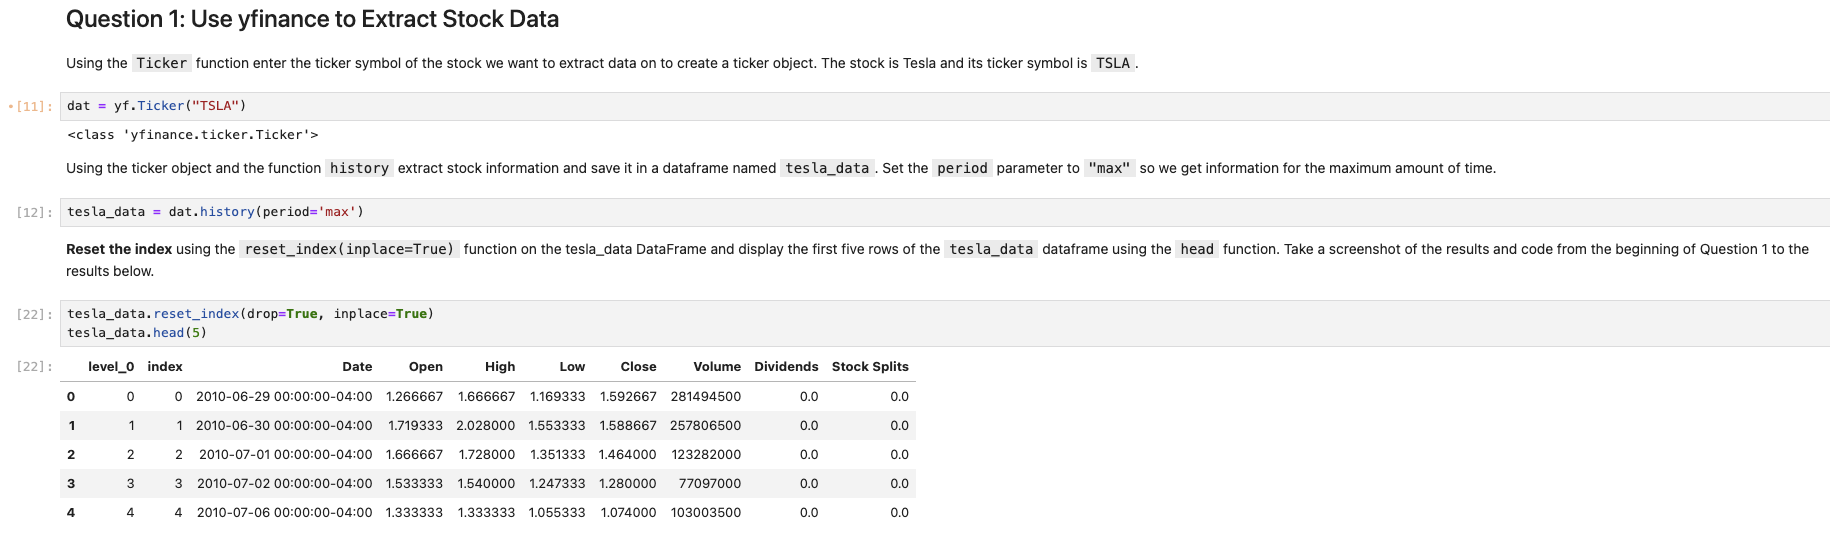 Question 1: Use yfinance to Extract Stock Data
Using the Ticker function enter the ticker symbol of the stock we want to extract data on to create a ticker object. The stock is Tesla and its ticker symbol is TSLA .
•[11]: dat = yf.Ticker("TSLA")
<class 'yfinance.ticker.Ticker'>
Using the ticker object and the function history extract stock information and save it in a dataframe named tesla_data . Set the period parameter to "max" so we get information for the maximum amount of time.
[12]: tesla_data = dat.history(period='max')
Reset the index using the reset_index(inplace=True) function on the tesla_data DataFrame and display the first five rows of the tesla_data dataframe using the head function. Take a screenshot of the results and code from the beginning of Question 1 to the
results below.
[22]: tesla_data.reset_index(drop=True, inplace=True)
tesla_data.head(5)
[22]: level_0 index Date Open High Low Close Volume Dividends Stock Splits
0 0 0 2010-06-29 00:00:00-04:00 1.266667 1.666667 1.169333 1.592667 281494500 0.0 0.0
1 1 1 2010-06-30 00:00:00-04:00 1.719333 2.028000 1.553333 1.588667 257806500 0.0 0.0
2 2 2 2010-07-01 00:00:00-04:00 1.666667 1.728000 1.351333 1.464000 123282000 0.0 0.0
3 3 3 2010-07-02 00:00:00-04:00 1.533333 1.540000 1.247333 1.280000 77097000 0.0 0.0
4 4 4 2010-07-06 00:00:00-04:00 1.333333 1.333333 1.055333 1.074000 103003500 0.0 0.0